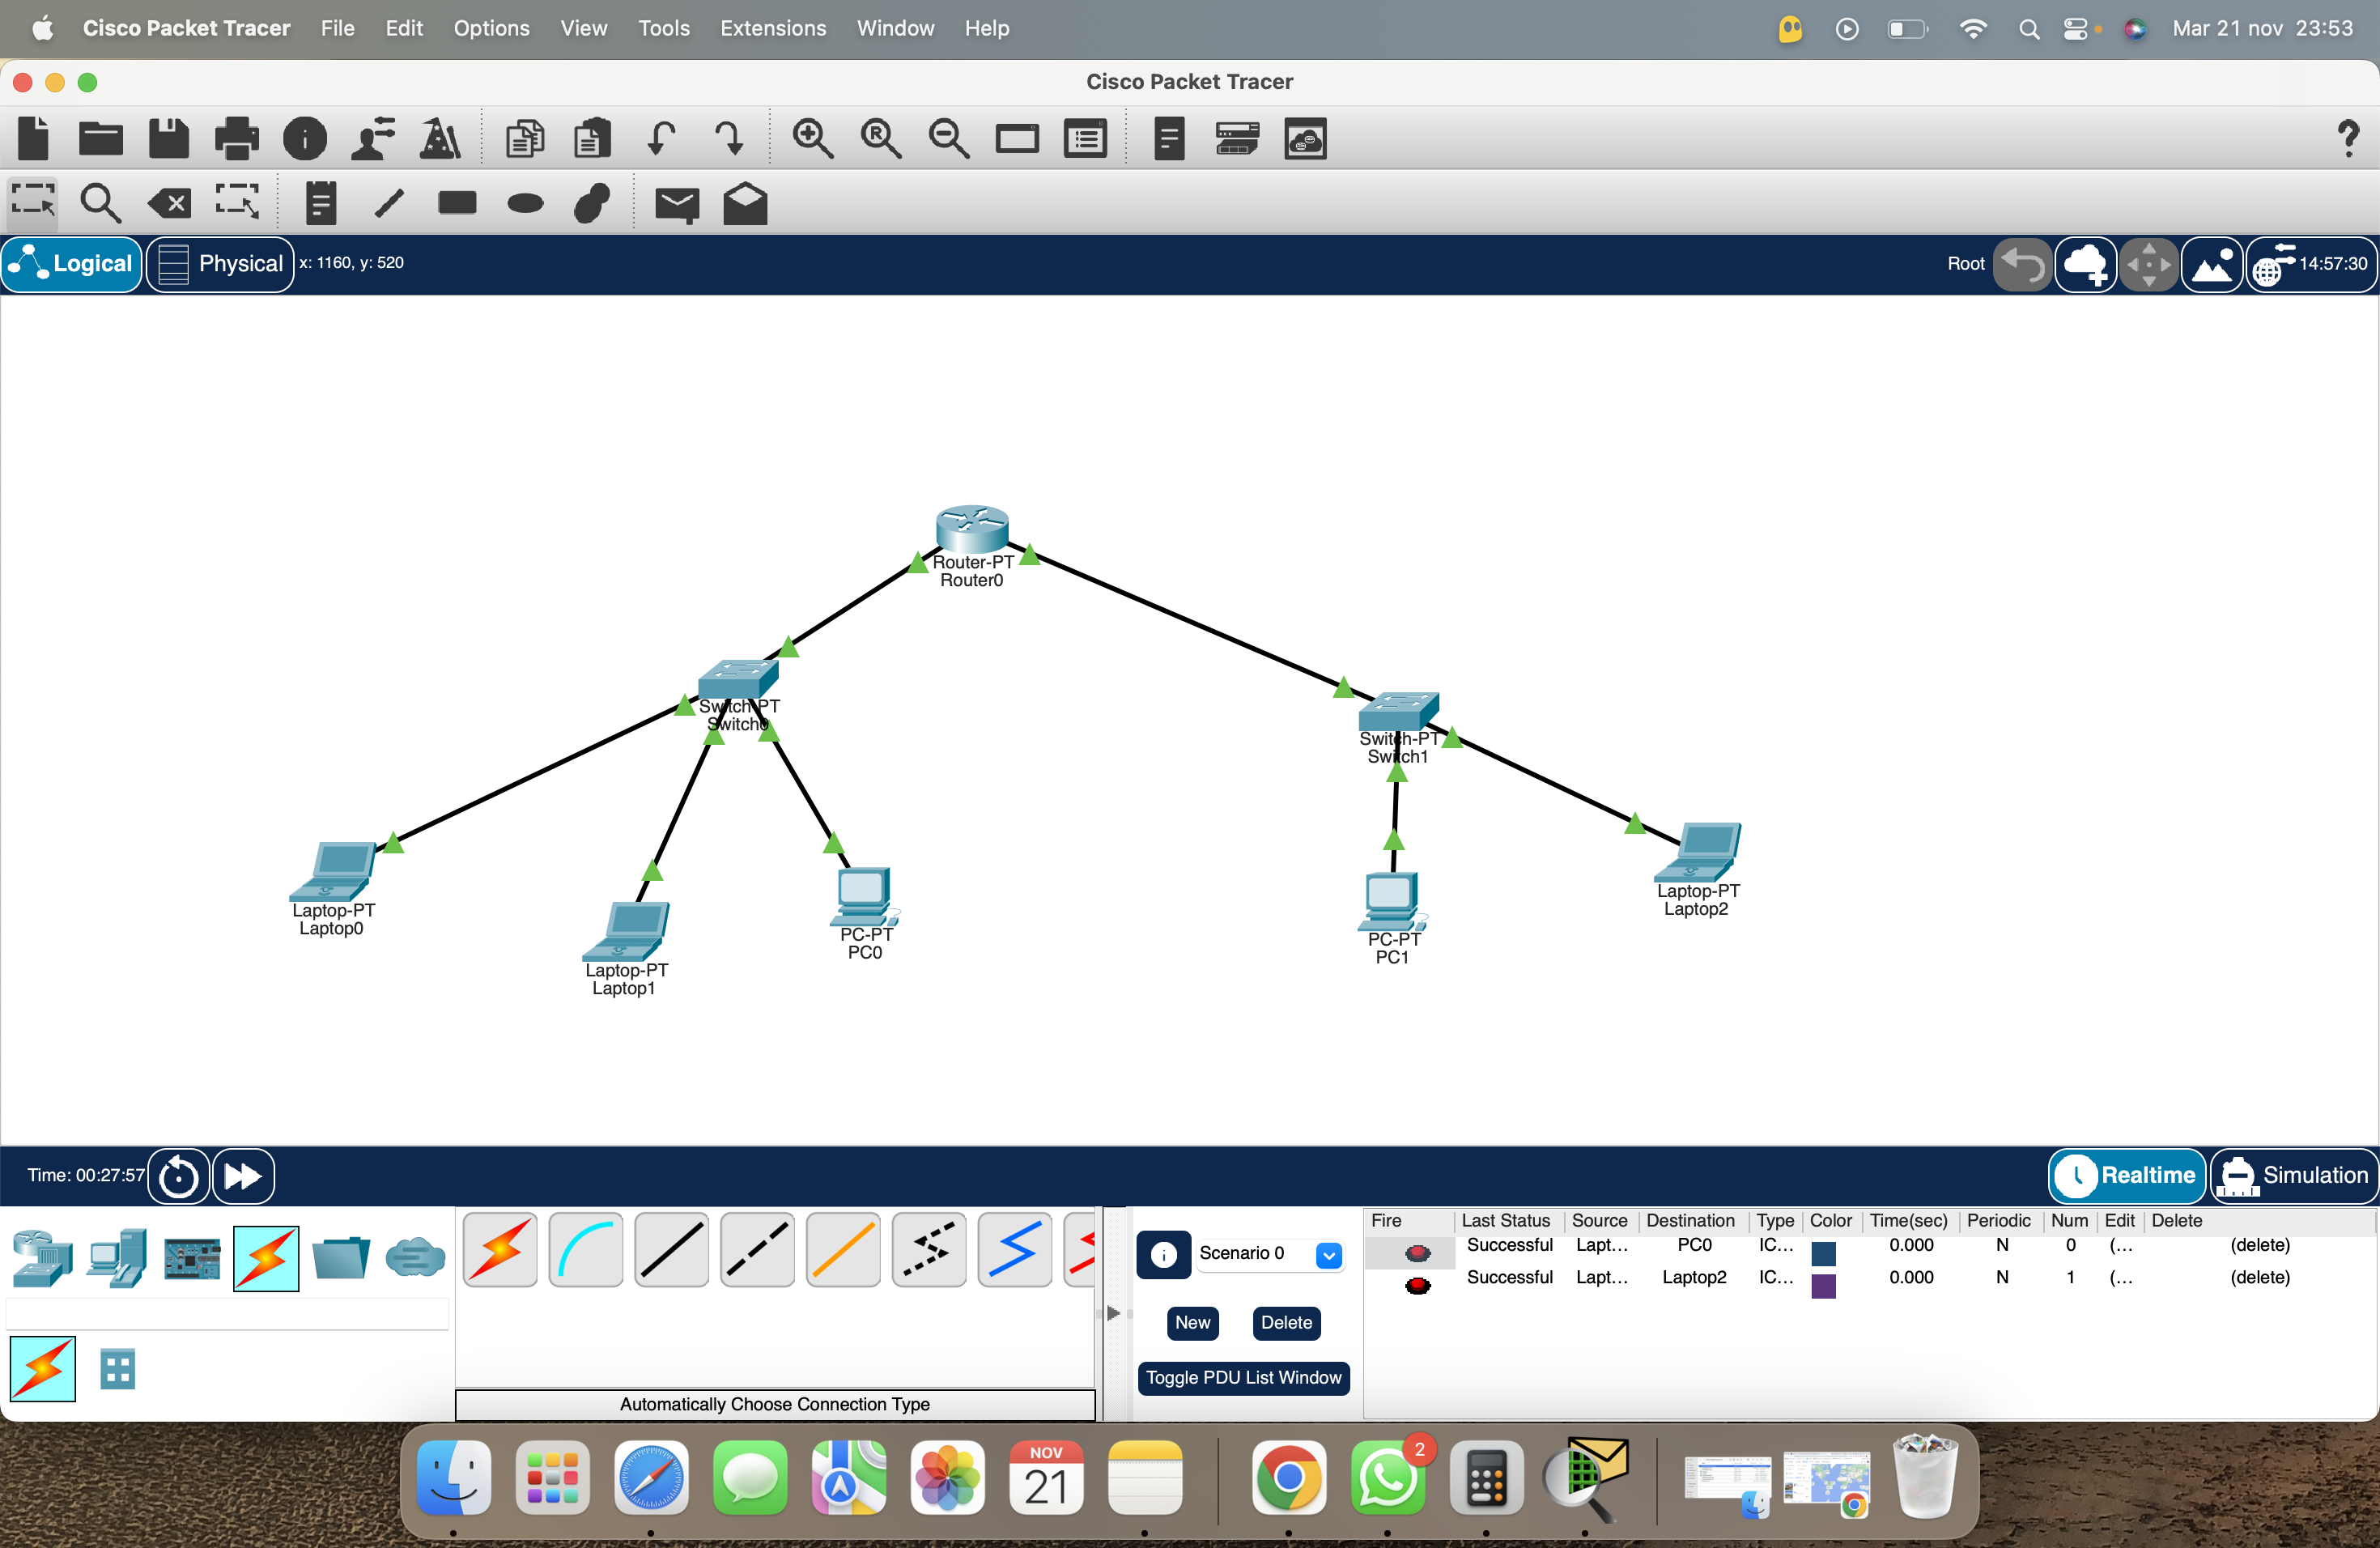 Cisco Packet Tracer File Edit Options View Tools Extensions Window Help Mar 21 nov 23:53
Cisco Packet Tracer
Logical Physical x: 1160, y: 520 Root 14:57:30
Router-PT
Router0
Switch-PT
Switch0
Switch-PT
Switch1
Laptop-PT
Laptop0
Laptop-PT
Laptop1
PC-PT
PC0
PC-PT
PC1
Laptop-PT
Laptop2
Time: 00:27:57 Realtime Simulation
Scenario 0
New Delete
Toggle PDU List Window
Automatically Choose Connection Type
Fire Last Status Source Destination Type Color Time(sec) Periodic Num Edit Delete
Successful Lapt... PC0 IC... 0.000 N 0 (... (delete)
Successful Lapt... Laptop2 IC... 0.000 N 1 (... (delete)
NOV
21
2